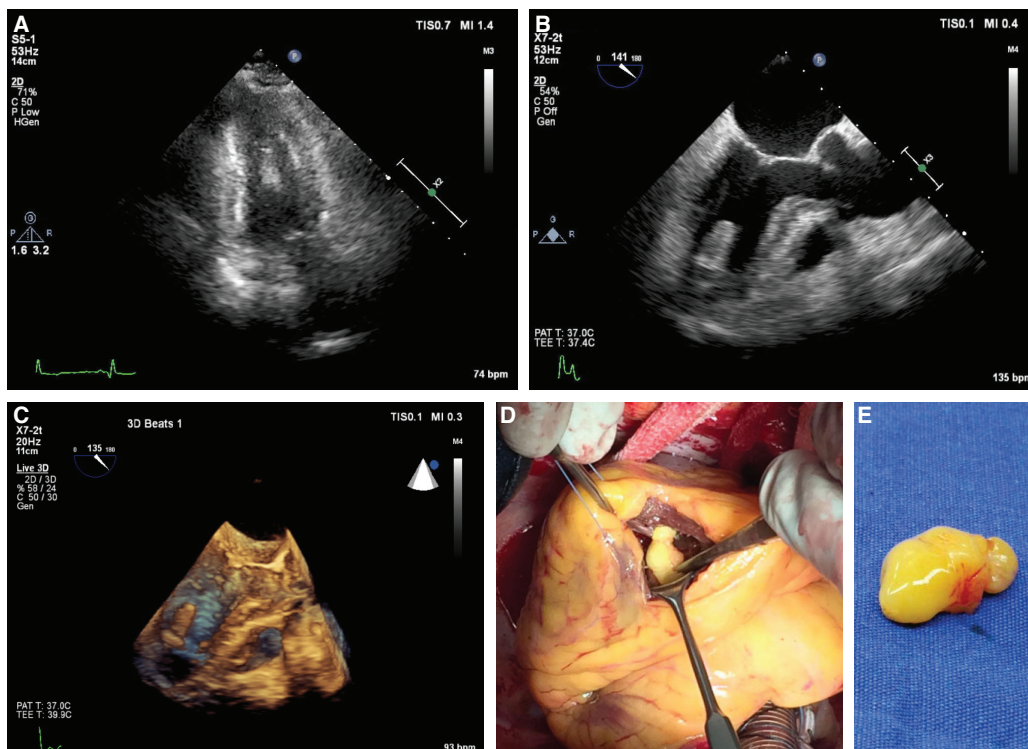 A
S5-1
53Hz
14cm
2D
71%
C 50
P Low
HGen
TIS0.7 MI 1.4
M3
X2
G
P R
1.6 3.2
74 bpm
B
X7-2t
53Hz
12cm
2D
54%
C 50
P Off
Gen
0 141 180
TIS0.1 MI 0.4
M4
X3
G
P R
PAT T: 37.0C
TEE T: 37.4C
135 bpm
C
X7-2t
20Hz
11cm
Live 3D
2D / 3D
% 58 / 24
C 50 / 30
Gen
3D Beats 1
0 135 180
TIS0.1 MI 0.3
M4
PAT T: 37.0C
TEE T: 39.9C
93 bpm
D
E